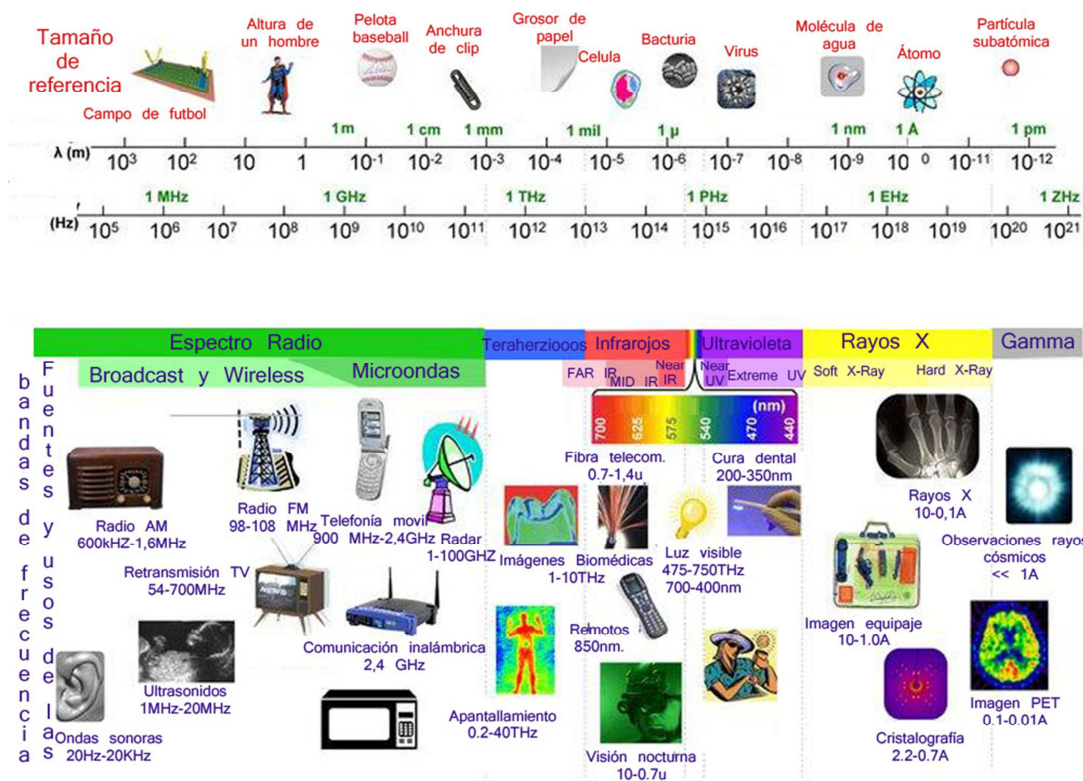 Tamaño
de
referencia
Campo de futbol
Altura de
un hombre
Pelota
baseball
Anchura
de clip
Grosor de
papel
Celula
Bacturia
Virus
Molécula de
agua
Átomo
Partícula
subatómica
1 m 1 cm 1 mm 1 mil 1 µ 1 nm 1 A 1 pm
λ (m) 10³ 10² 10 1 10⁻¹ 10⁻² 10⁻³ 10⁻⁴ 10⁻⁵ 10⁻⁶ 10⁻⁷ 10⁻⁸ 10⁻⁹ 10 0 10⁻¹¹ 10⁻¹²
1 MHz 1 GHz 1 THz 1 PHz 1 EHz 1 ZHz
(Hz) 10⁵ 10⁶ 10⁷ 10⁸ 10⁹ 10¹⁰ 10¹¹ 10¹² 10¹³ 10¹⁴ 10¹⁵ 10¹⁶ 10¹⁷ 10¹⁸ 10¹⁹ 10²⁰ 10²¹
Fuentes y usos de las
bandas de frecuencia
Espectro Radio
Teraherziooos
Infrarojos
Ultravioleta
Rayos X
Gamma
Broadcast y Wireless
Microondas
FAR IR
MID IR
Near
IR
Near
UV
Extreme UV
Soft X-Ray
Hard X-Ray
(nm)
700 625 575 540 470 440
Radio AM
600kHZ-1,6MHz
Radio FM
98-108 MHz
Telefonía movil
900 MHz-2,4GHz
Radar
1-100GHZ
Fibra telecom.
0.7-1,4u
Cura dental
200-350nm
Rayos X
10-0,1A
Retransmisión TV
54-700MHz
NEWS
Imágenes Biomédicas
1-10THz
Luz visible
475-750THz
700-400nm
Observaciones rayos
cósmicos
<< 1A
Ultrasonidos
1MHz-20MHz
Comunicación inalámbrica
2,4 GHz
Remotos
850nm.
Imagen equipaje
10-1.0A
Ondas sonoras
20Hz-20KHz
Apantallamiento
0.2-40THz
Visión nocturna
10-0.7u
Cristalografía
2.2-0.7A
Imagen PET
0.1-0.01A